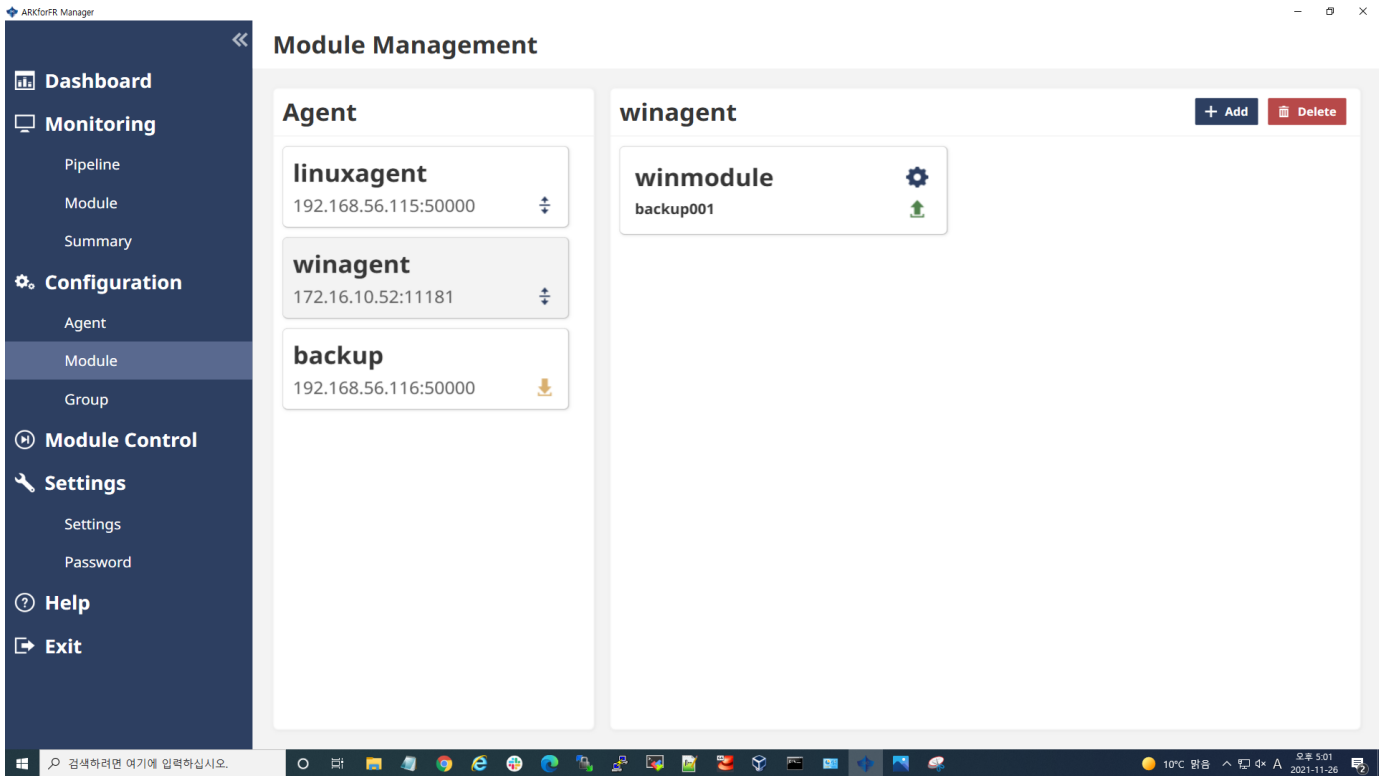 ARKforFR Manager
Module Management
Dashboard
Monitoring
Pipeline
Module
Summary
Configuration
Agent
Module
Group
Module Control
Settings
Settings
Password
Help
Exit
Agent
linuxagent
192.168.56.115:50000
winagent
172.16.10.52:11181
backup
192.168.56.116:50000
winagent
+ Add
Delete
winmodule
backup001
검색하려면 여기에 입력하십시오.
10°C 맑음
A
오후 5:01
2021-11-26
2